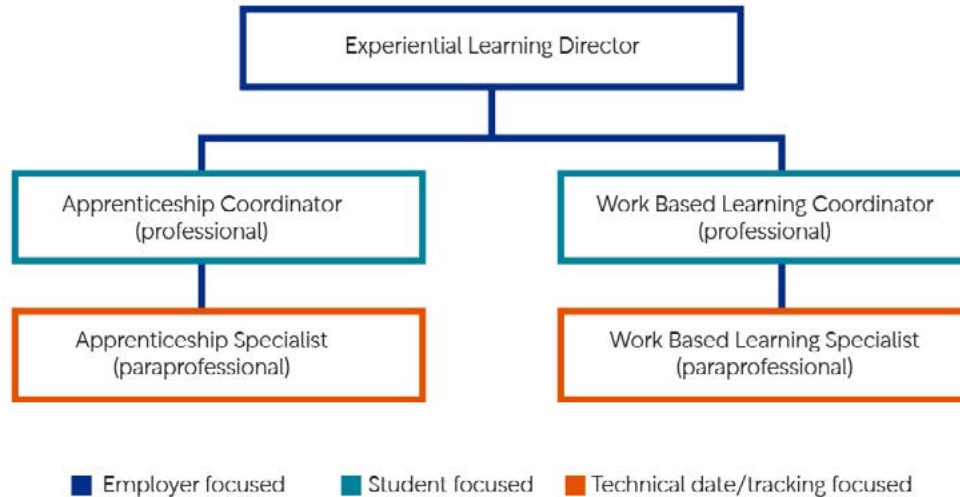 Experiential Learning Director
Apprenticeship Coordinator
(professional)
Work Based Learning Coordinator
(professional)
Apprenticeship Specialist
(paraprofessional)
Work Based Learning Specialist
(paraprofessional)
Employer focused
Student focused
Technical date/tracking focused